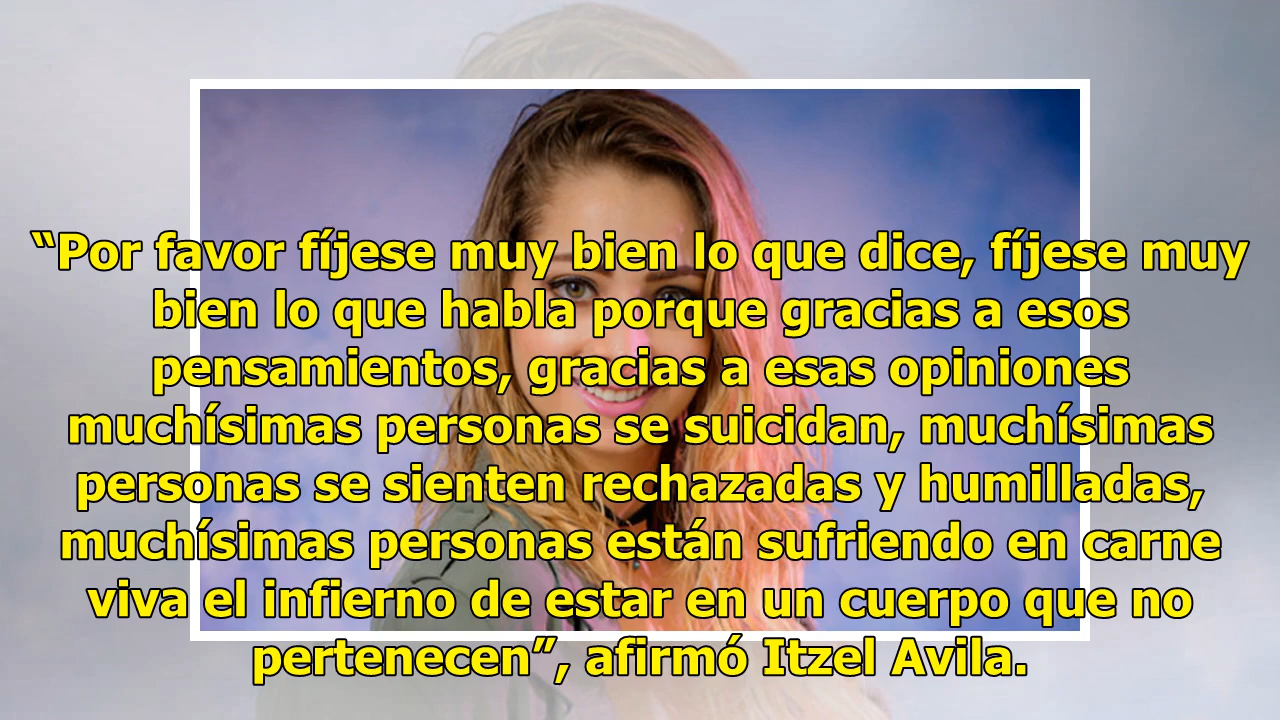 “Por favor fíjese muy bien lo que dice, fíjese muy
bien lo que habla porque gracias a esos
pensamientos, gracias a esas opiniones
muchísimas personas se suicidan, muchísimas
personas se sienten rechazadas y humilladas,
muchísimas personas están sufriendo en carne
viva el infierno de estar en un cuerpo que no
pertenecen”, afirmó Itzel Avila.